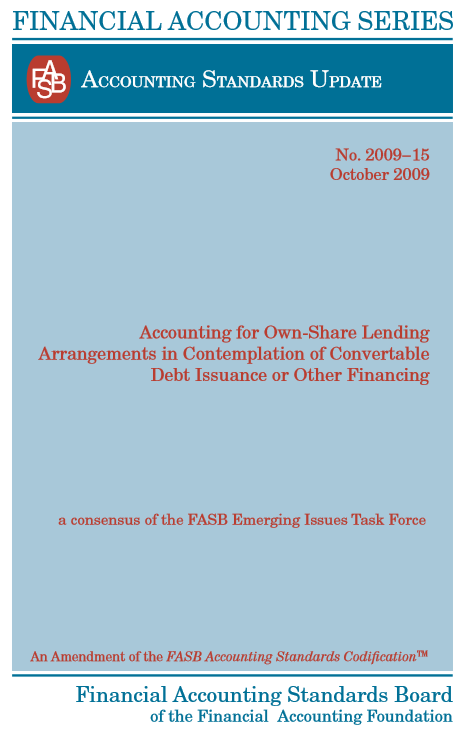 FINANCIAL ACCOUNTING SERIES
FASB
ACCOUNTING STANDARDS UPDATE
No. 2009–15
October 2009
Accounting for Own-Share Lending
Arrangements in Contemplation of Convertable
Debt Issuance or Other Financing
a consensus of the FASB Emerging Issues Task Force
An Amendment of the FASB Accounting Standards Codification™
Financial Accounting Standards Board
of the Financial Accounting Foundation